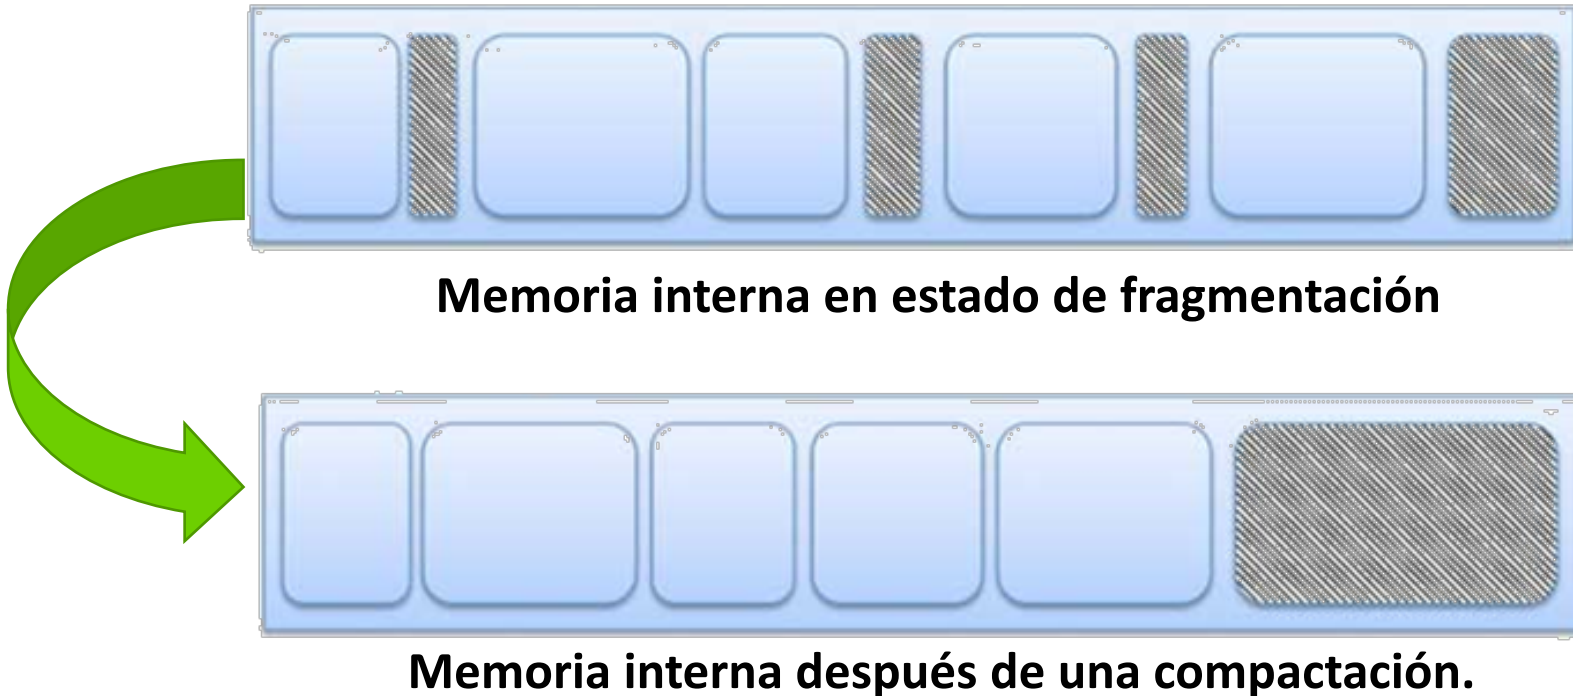 Memoria interna en estado de fragmentación
Memoria interna después de una compactación.